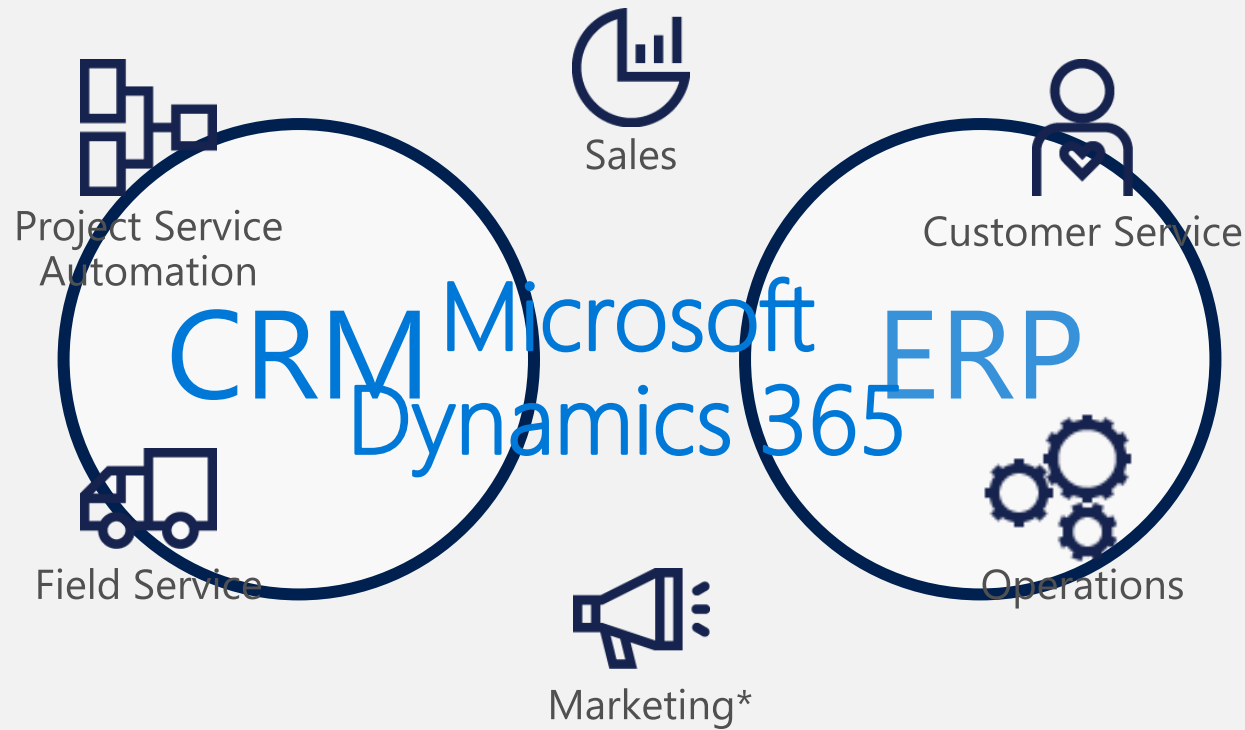 Sales
Project Service
Automation
Customer Service
CRM
Microsoft
Dynamics 365
ERP
Field Service
Operations
Marketing*